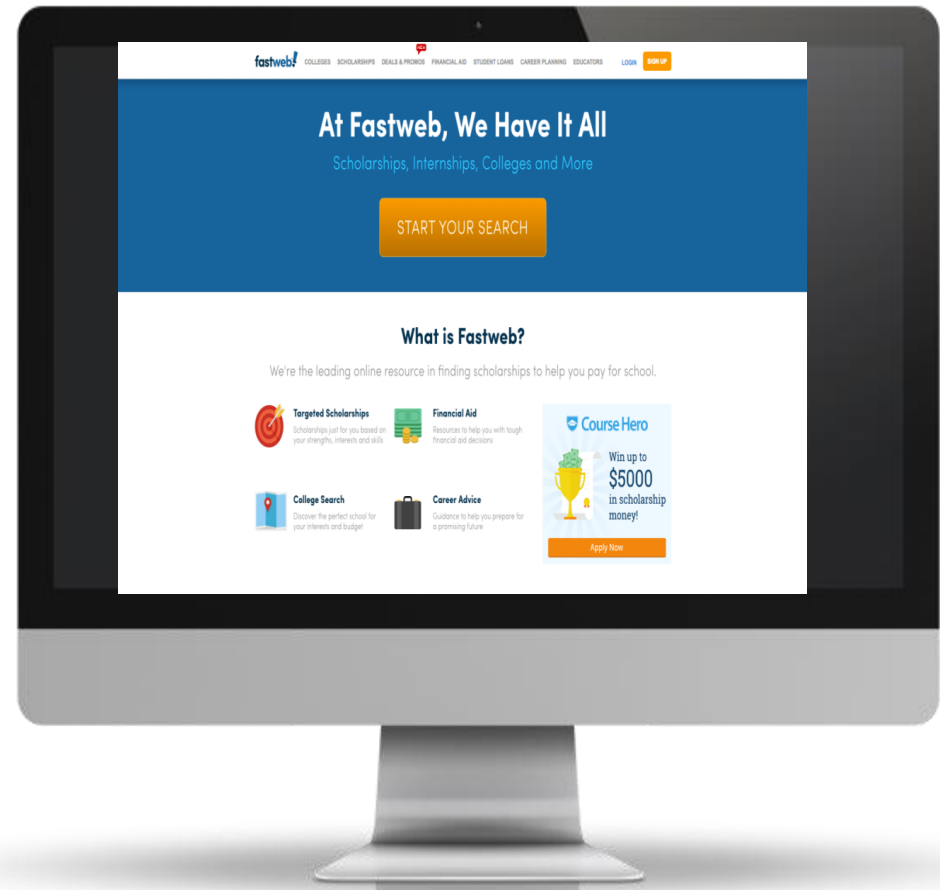 fastweb!
COLLEGES SCHOLARSHIPS DEALS & PROMOS FINANCIAL AID STUDENT LOANS CAREER PLANNING EDUCATORS LOGIN SIGN UP
At Fastweb, We Have It All
Scholarships, Internships, Colleges and More
START YOUR SEARCH
What is Fastweb?
We're the leading online resource in finding scholarships to help you pay for school.
Targeted Scholarships
Scholarships just for you based on
your strengths, interests and skills
Financial Aid
Resources to help you with tough
financial aid decisions
College Search
Discover the perfect school for
your interests and budget
Career Advice
Guidance to help you prepare for
a promising future
Course Hero
Win up to
$5000
in scholarship
money!
Apply Now